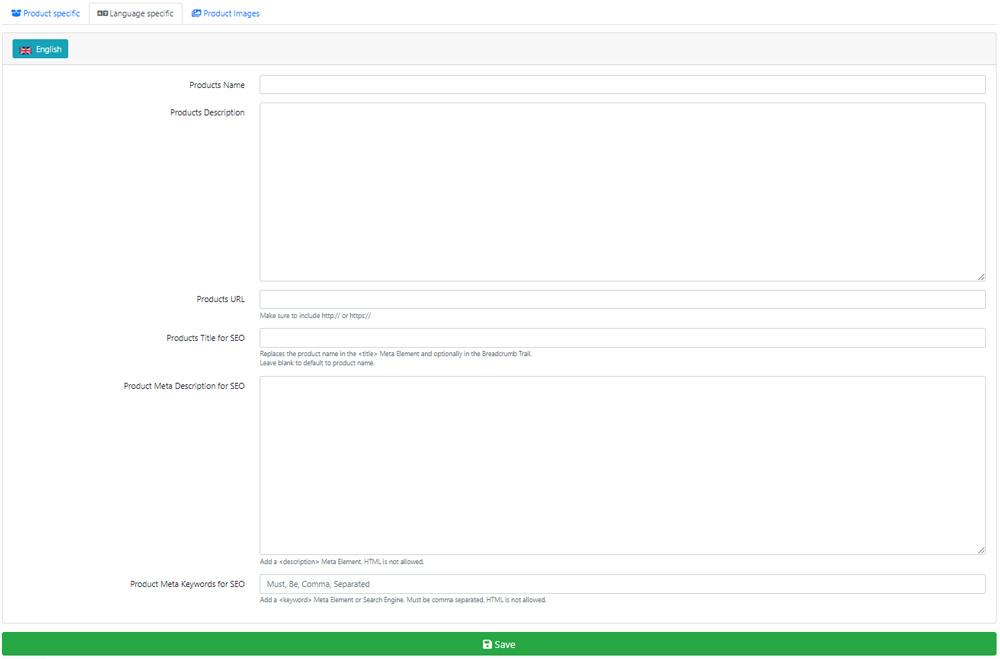 Product specific
Language specific
Product Images
English
Products Name
Products Description
Products URL
Make sure to include http:// or https://
Products Title for SEO
Replaces the product name in the <title> Meta Element and optionally in the Breadcrumb Trail.
Leave blank to default to product name.
Product Meta Description for SEO
Add a <description> Meta Element. HTML is not allowed.
Product Meta Keywords for SEO
Must, Be, Comma, Separated
Add a <keyword> Meta Element or Search Engine. Must be comma separated. HTML is not allowed.
Save